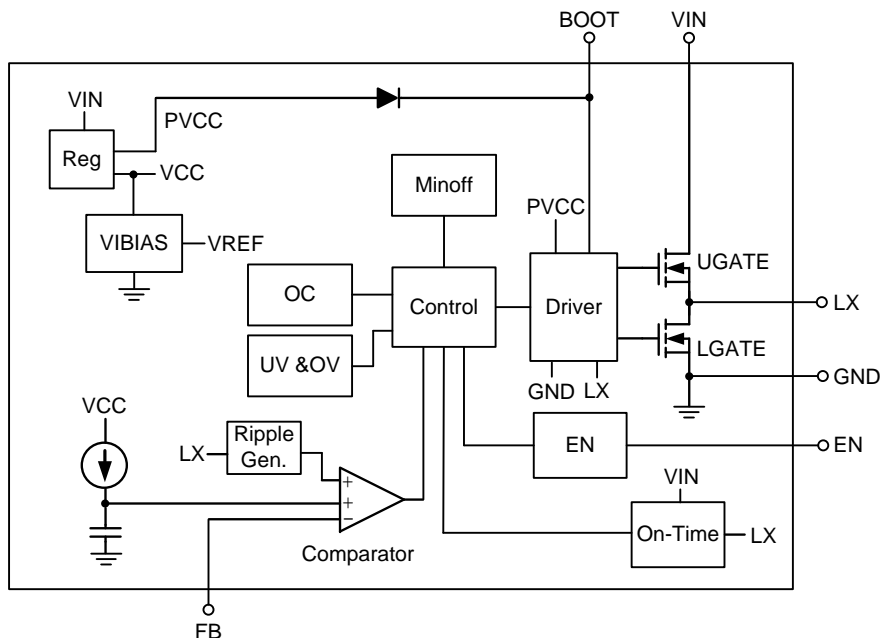 BOOT VIN
VIN
PVCC
Reg
VCC
Minoff
PVCC
VIBIAS
VREF
UGATE
OC
Control
Driver
LX
UV &OV
LGATE
GND LX
GND
VCC
LX
Ripple
Gen.
EN
EN
+
+
−
VIN
On-Time
LX
Comparator
FB